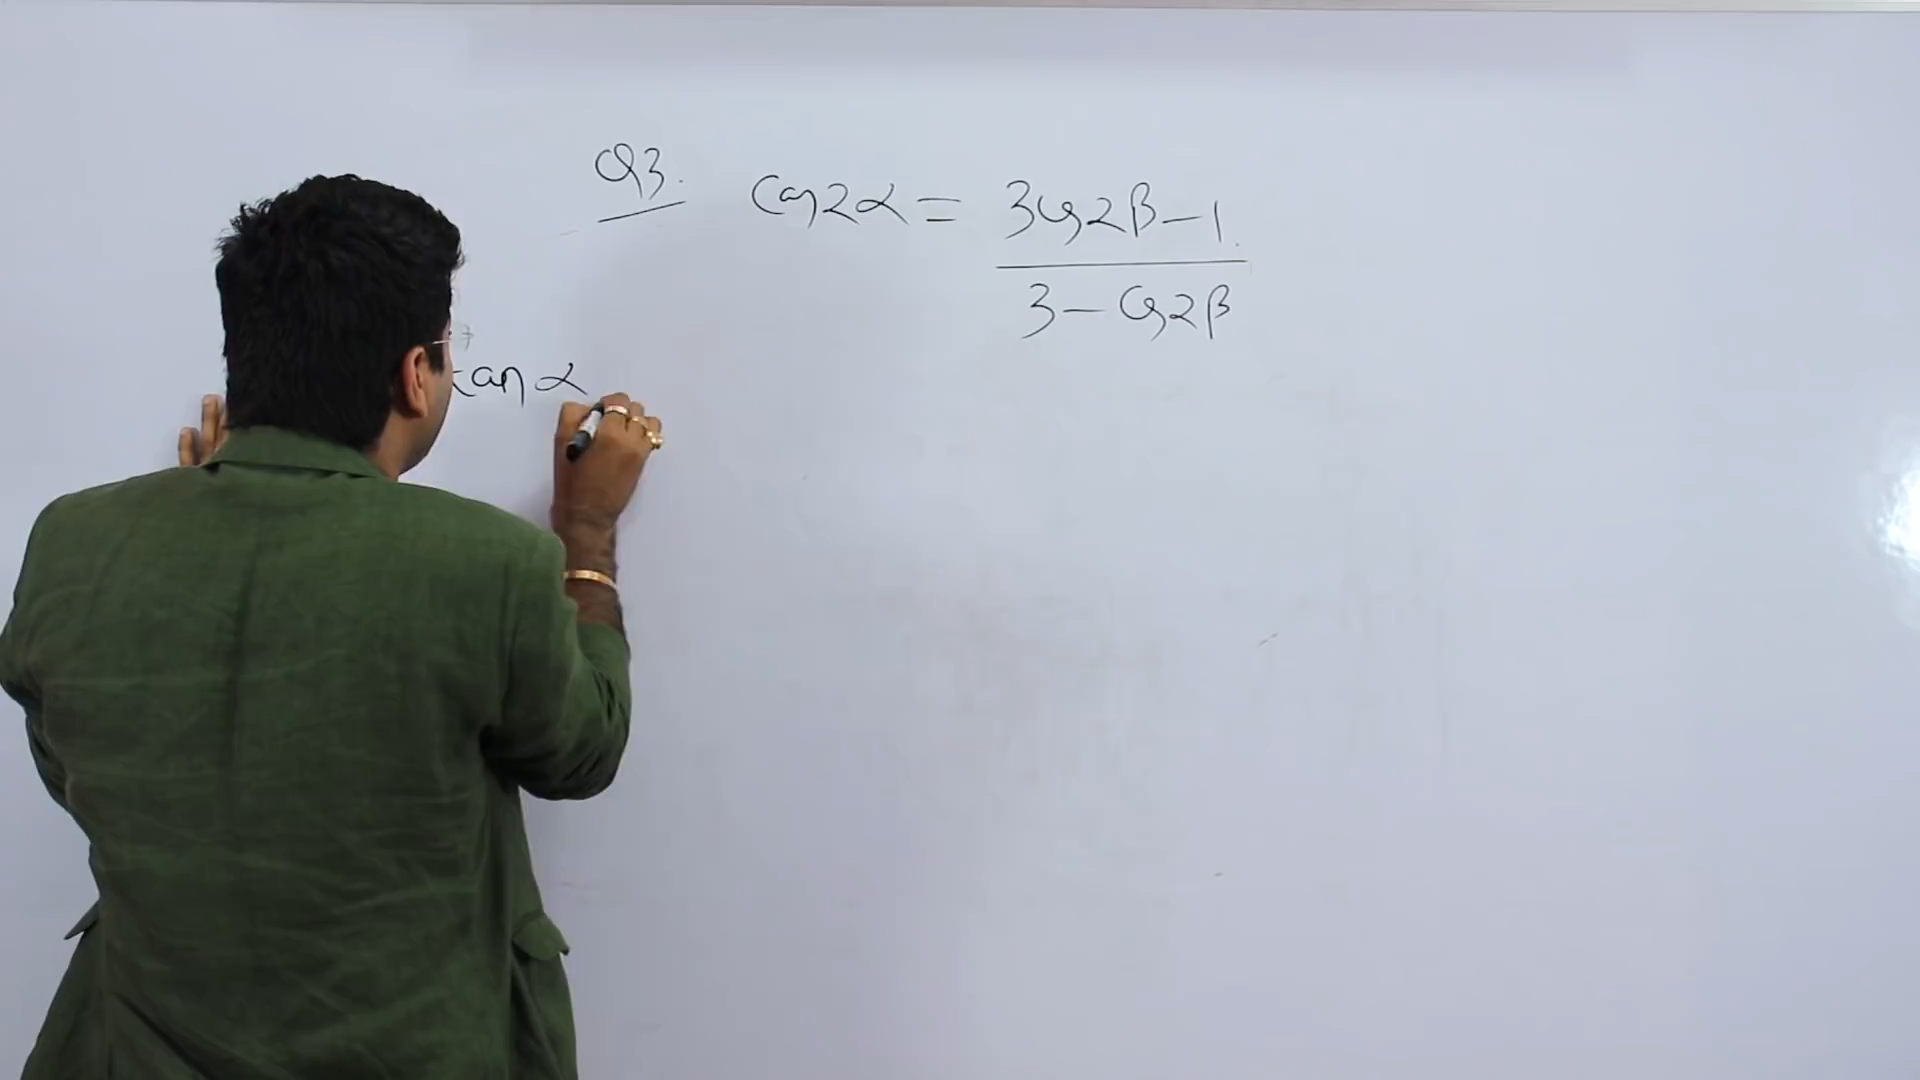 Q3. cos2α = 3cos2β-1
3-cos2β
tan α